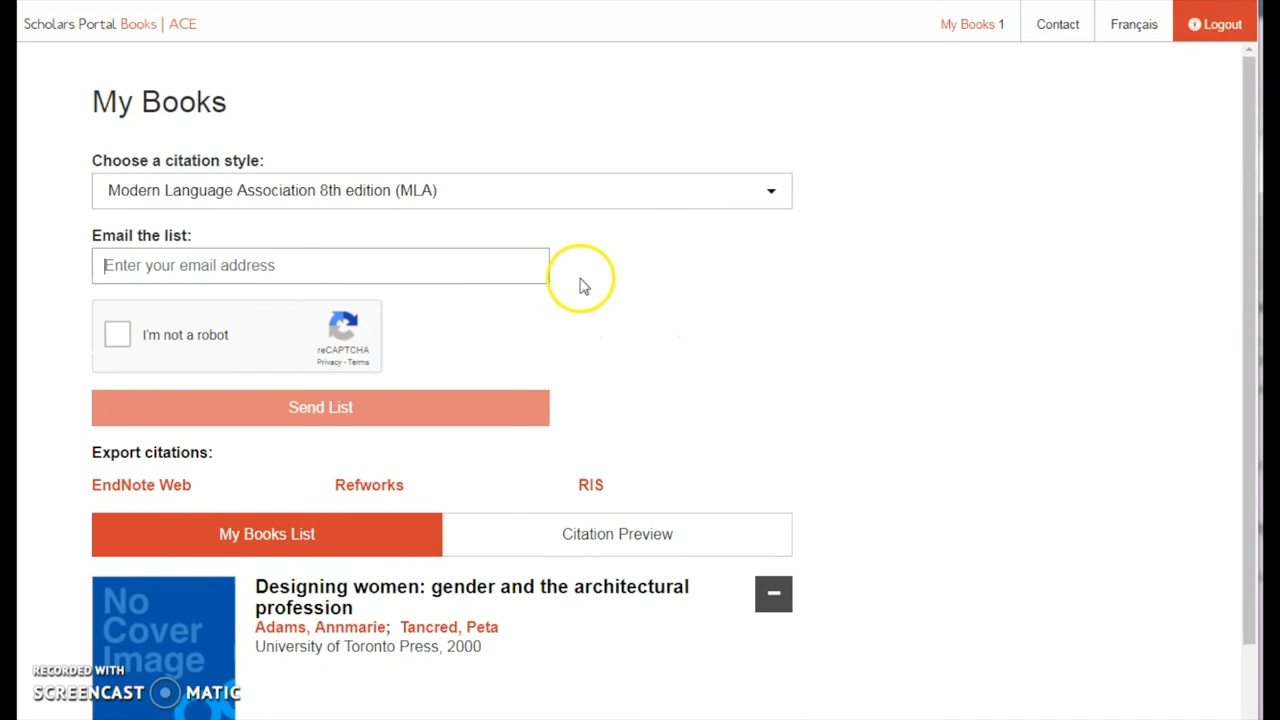 Scholars Portal Books | ACE
My Books 1
Contact
Français
Logout
My Books
Choose a citation style:
Modern Language Association 8th edition (MLA)
Email the list:
Enter your email address
I'm not a robot
reCAPTCHA
Privacy - Terms
Send List
Export citations:
EndNote Web
Refworks
RIS
My Books List
Citation Preview
No
Cover
Image
Designing women: gender and the architectural
profession
Adams, Annmarie; Tancred, Peta
University of Toronto Press, 2000
RECORDED WITH
SCREENCAST MATIC